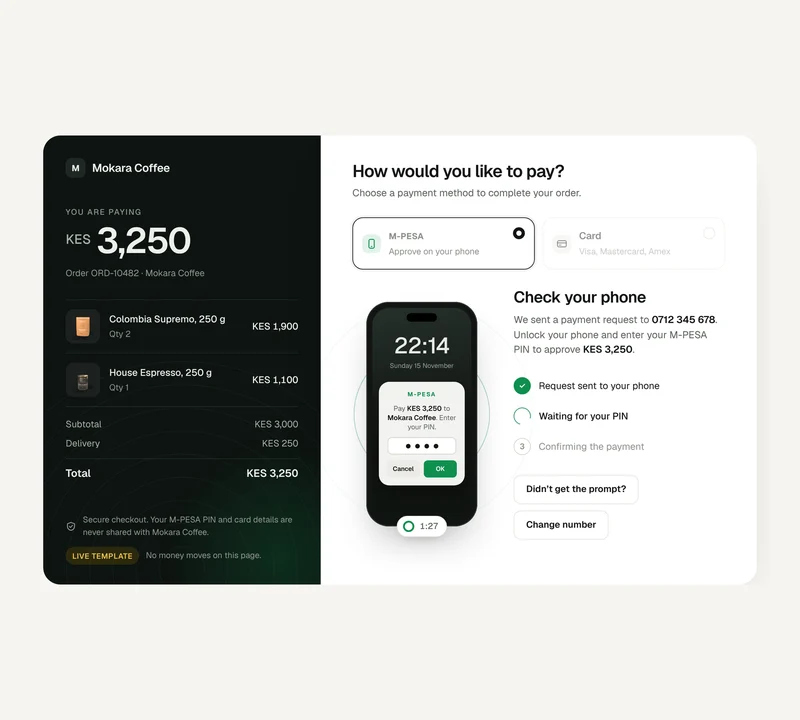 M
Mokara Coffee
YOU ARE PAYING
KES 3,250
Order ORD-10482 · Mokara Coffee
Colombia Supremo, 250 g
Qty 2
KES 1,900
House Espresso, 250 g
Qty 1
KES 1,100
Subtotal KES 3,000
Delivery KES 250
Total KES 3,250
Secure checkout. Your M-PESA PIN and card details are
never shared with Mokara Coffee.
LIVE TEMPLATE No money moves on this page.
How would you like to pay?
Choose a payment method to complete your order.
M-PESA
Approve on your phone
Card
Visa, Mastercard, Amex
22:14
Sunday 15 November
M-PESA
Pay KES 3,250 to
Mokara Coffee. Enter
your PIN.
Cancel OK
1:27
Check your phone
We sent a payment request to 0712 345 678.
Unlock your phone and enter your M-PESA
PIN to approve KES 3,250.
Request sent to your phone
Waiting for your PIN
3 Confirming the payment
Didn't get the prompt?
Change number